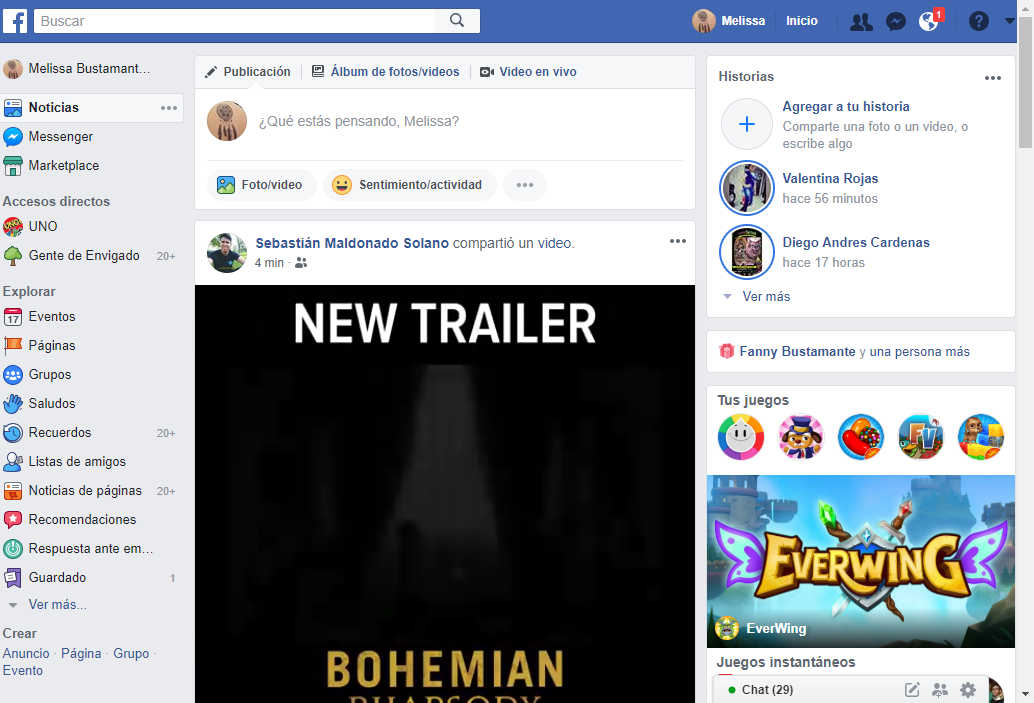 f
Buscar
Melissa
Inicio
1
?
Melissa Bustamant...
Noticias
Messenger
Marketplace
Accesos directos
UNO
Gente de Envigado 20+
Explorar
17 Eventos
Páginas
Grupos
Saludos
Recuerdos 20+
Listas de amigos
Noticias de páginas 20+
Recomendaciones
Respuesta ante em...
Guardado 1
Ver más...
Crear
Anuncio · Página · Grupo ·
Evento
Publicación
Álbum de fotos/videos
Video en vivo
¿Qué estás pensando, Melissa?
Foto/video
Sentimiento/actividad
Sebastián Maldonado Solano compartió un video.
4 min ·
NEW TRAILER
BOHEMIAN
RHAPSODY
Historias
Agregar a tu historia
Comparte una foto o un video, o
escribe algo
Valentina Rojas
hace 56 minutos
Diego Andres Cardenas
hace 17 horas
Ver más
Fanny Bustamante y una persona más
Tus juegos
FV
EVERWING
EverWing
Juegos instantáneos
Chat (29)